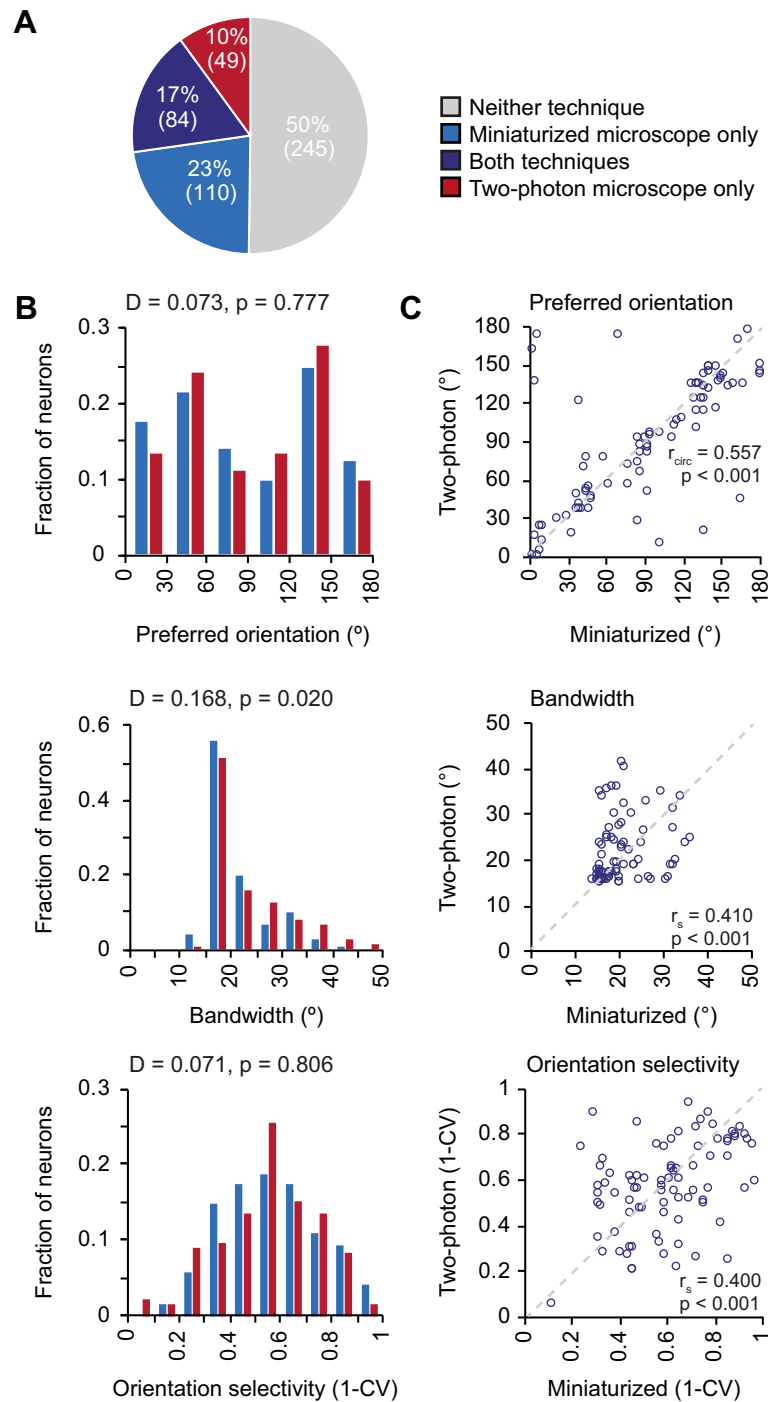 A
10%
(49)
17%
(84)
50%
(245)
23%
(110)
Neither technique
Miniaturized microscope only
Both techniques
Two-photon microscope only
B
D = 0.073, p = 0.777
0.3
0.2
0.1
0
Fraction of neurons
0
30
60
90
120
150
180
Preferred orientation (º)
C
Preferred orientation
180
150
120
90
60
30
0
Two-photon (°)
r circ = 0.557
p < 0.001
0
30
60
90
120
150
180
Miniaturized (°)
D = 0.168, p = 0.020
0.6
0.4
0.2
0
Fraction of neurons
0
10
20
30
40
50
Bandwidth (º)
Bandwidth
50
40
30
20
10
0
Two-photon (°)
r s = 0.410
p < 0.001
0
10
20
30
40
50
Miniaturized (°)
D = 0.071, p = 0.806
0.3
0.2
0.1
0
Fraction of neurons
0
0.2
0.4
0.6
0.8
1
Orientation selectivity (1-CV)
Orientation selectivity
1
0.8
0.6
0.4
0.2
0
Two-photon (1-CV)
r s = 0.400
p < 0.001
0
0.2
0.4
0.6
0.8
1
Miniaturized (1-CV)